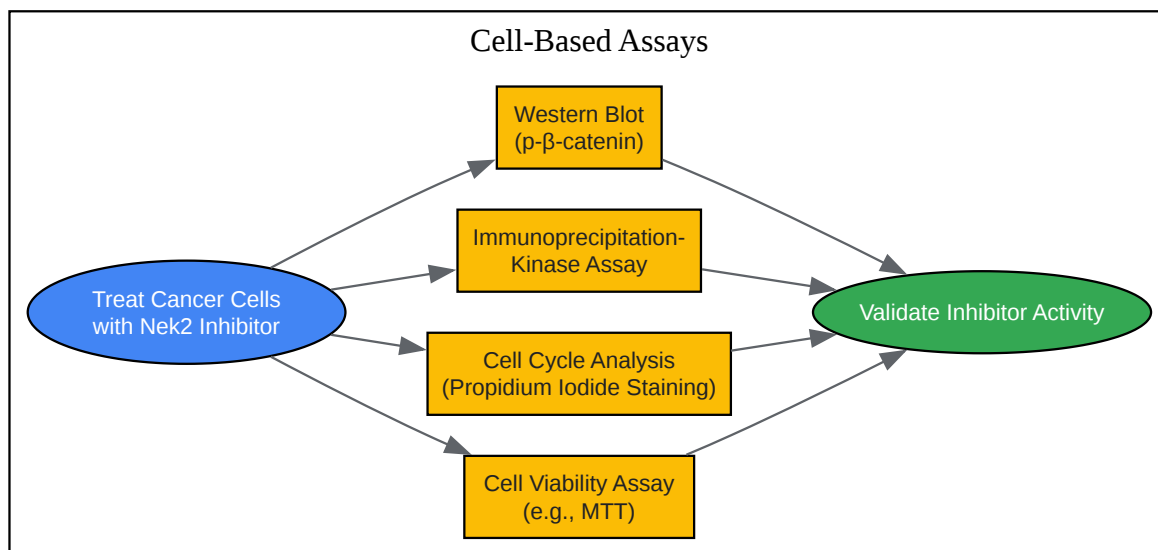 Cell-Based Assays
Western Blot
(p-β-catenin)
Immunoprecipitation-
Kinase Assay
Treat Cancer Cells
with Nek2 Inhibitor
Validate Inhibitor Activity
Cell Cycle Analysis
(Propidium Iodide Staining)
Cell Viability Assay
(e.g., MTT)